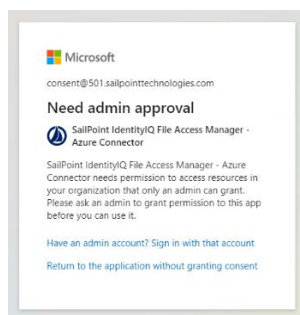 Microsoft
consent@501.sailpointtechnologies.com
Need admin approval
SailPoint IdentityIQ File Access Manager -
Azure Connector
SailPoint IdentityIQ File Access Manager - Azure
Connector needs permission to access resources in
your organization that only an admin can grant.
Please ask an admin to grant permission to this app
before you can use it.
Have an admin account? Sign in with that account
Return to the application without granting consent